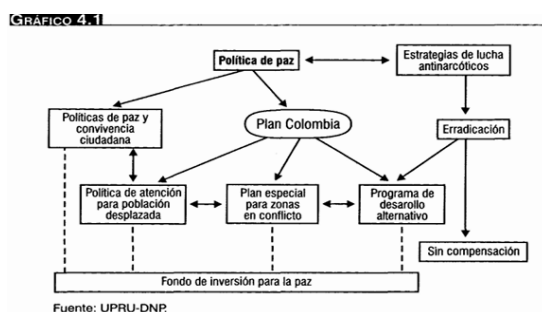 GRÁFICO 4.1
Política de paz
Estrategias de lucha
antinarcóticos
Políticas de paz y
convivencia
ciudadana
Plan Colombia
Erradicación
Política de atención
para población
desplazada
Plan especial
para zonas
en conflicto
Programa de
desarollo
alternativo
Sin compensación
Fondo de inversión para la paz
Fuente: UPRU-DNP.